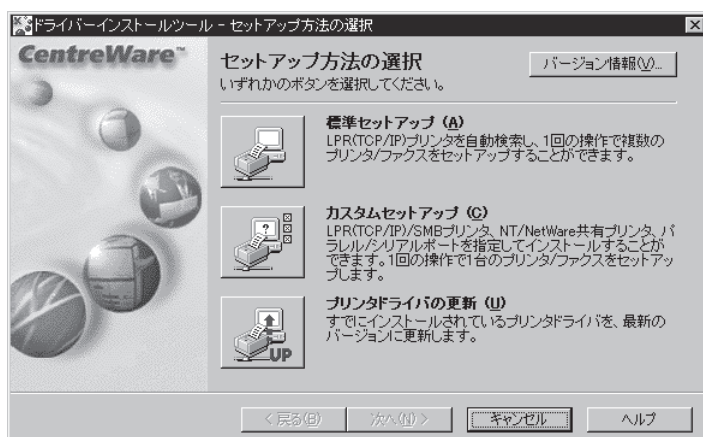 ドライバーインストールツール - セットアップ方法の選択
CentreWare™
セットアップ方法の選択
バージョン情報(V)...
いずれかのボタンを選択してください。
標準セットアップ (A)
LPR(TCP/IP)プリンタを自動検索し、1回の操作で複数の
プリンタ/ファクスをセットアップすることができます。
カスタムセットアップ (C)
LPR(TCP/IP)/SMBプリンタ、NT/NetWare共有プリンタ、パ
ラレル/シリアルポートを指定してインストールすることが
できます。1回の操作で1台のプリンタ/ファクスをセットアッ
プします。
プリンタドライバの更新 (U)
すでにインストールされているプリンタドライバを、最新の
バージョンに更新します。
UP
< 戻る(B)
次へ(N) >
キャンセル
ヘルプ